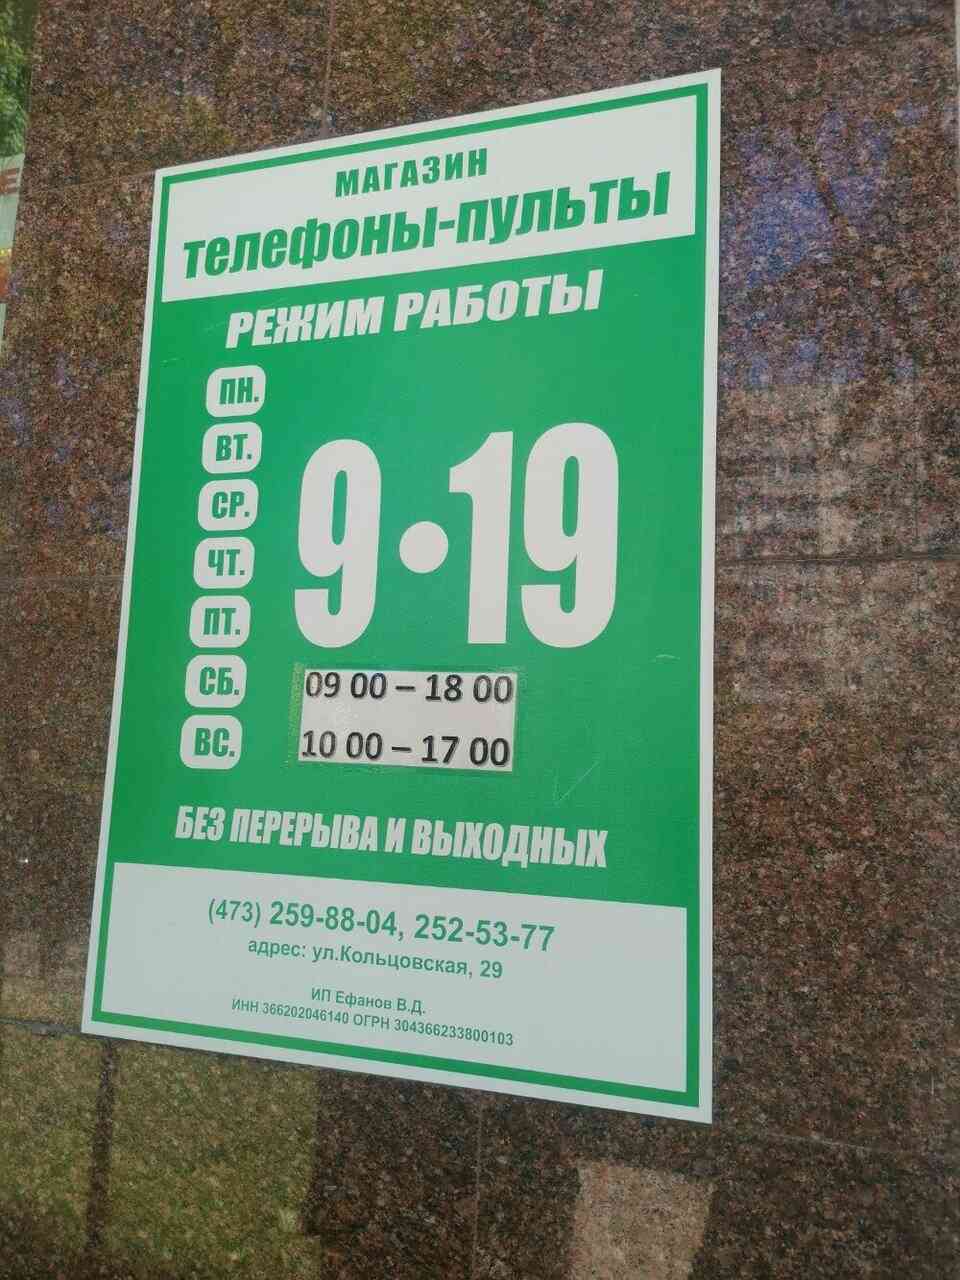 МАГАЗИН
телефоны-пульты
РЕЖИМ РАБОТЫ
ПН.
ВТ.
СР.
ЧТ.
ПТ.
9•19
СБ.
09 00 – 18 00
ВС.
10 00 – 17 00
БЕЗ ПЕРЕРЫВА И ВЫХОДНЫХ
(473) 259-88-04, 252-53-77
адрес: ул.Кольцовская, 29
ИП Ефанов В.Д.
ИНН 366202046140 ОГРН 304366233800103